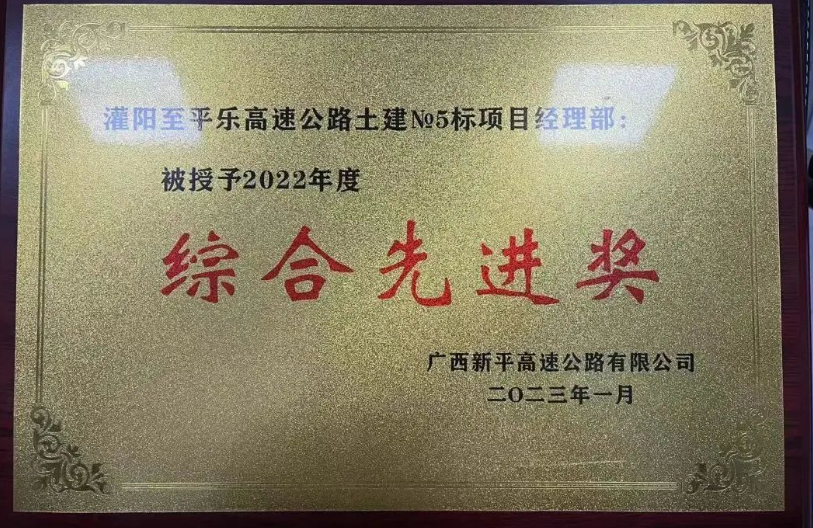 灌阳至平乐高速公路土建№5标项目经理部：
被授予2022年度
综合先进奖
广西新平高速公路有限公司
二〇二三年一月